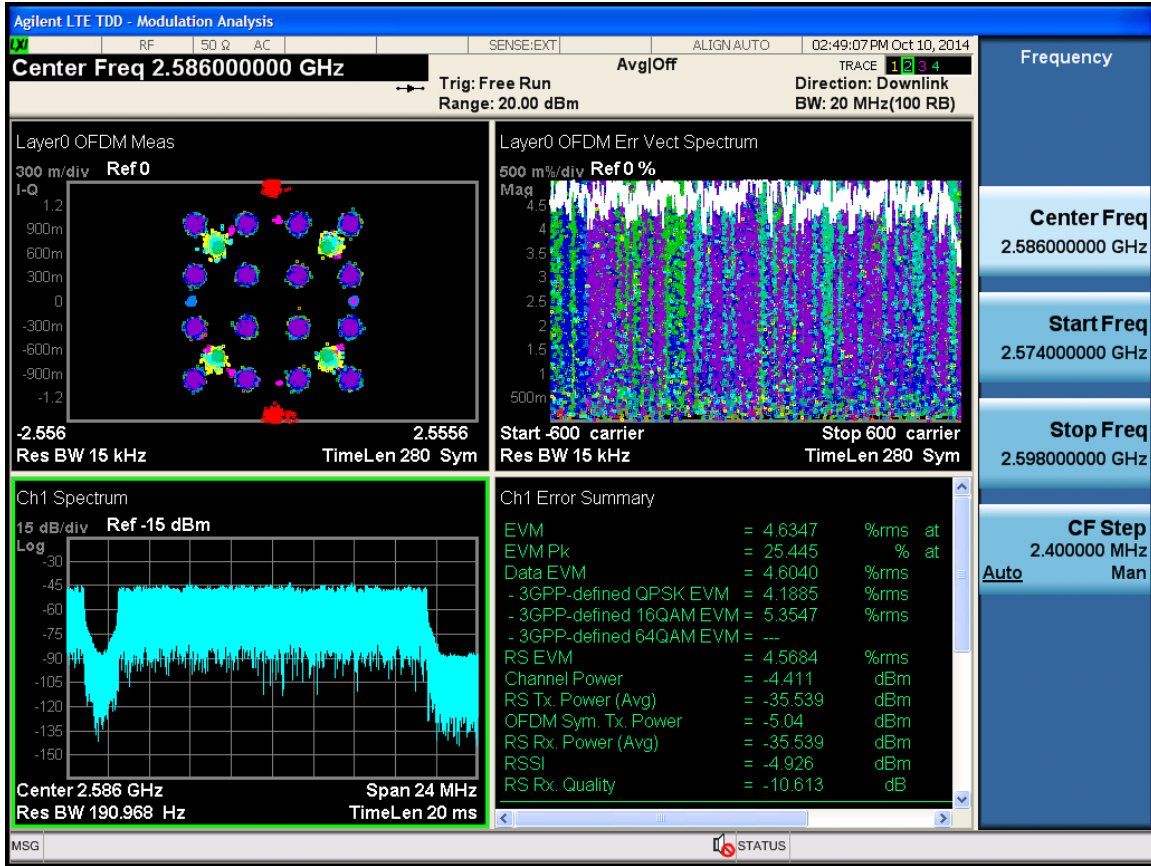 Agilent LTE TDD - Modulation Analysis
LXI RF 50 Ω AC SENSE:EXT ALIGN AUTO 02:49:07 PM Oct 10, 2014
Center Freq 2.586000000 GHz
Avg|Off
TRACE 1 2 3 4
Trig: Free Run
Direction: Downlink
Range: 20.00 dBm
BW: 20 MHz(100 RB)
Layer0 OFDM Meas
300 m/div Ref 0
I-Q
1.2
900m
600m
300m
0
-300m
-600m
-900m
-1.2
-2.556 2.5556
Res BW 15 kHz TimeLen 280 Sym
Layer0 OFDM Err Vect Spectrum
500 m%/div Ref 0 %
Mag
4.5
4
3.5
3
2.5
2
1.5
1
500m
Start -600 carrier Stop 600 carrier
Res BW 15 kHz TimeLen 280 Sym
Ch1 Spectrum
15 dB/div Ref -15 dBm
Log
-30
-45
-60
-75
-90
-105
-120
-135
-150
Center 2.586 GHz Span 24 MHz
Res BW 190.968 Hz TimeLen 20 ms
Ch1 Error Summary
EVM = 4.6347 %rms at
EVM Pk = 25.445 % at
Data EVM = 4.6040 %rms
- 3GPP-defined QPSK EVM = 4.1885 %rms
- 3GPP-defined 16QAM EVM = 5.3547 %rms
- 3GPP-defined 64QAM EVM = ---
RS EVM = 4.5684 %rms
Channel Power = -4.411 dBm
RS Tx. Power (Avg) = -35.539 dBm
OFDM Sym. Tx. Power = -5.04 dBm
RS Rx. Power (Avg) = -35.539 dBm
RSSI = -4.926 dBm
RS Rx. Quality = -10.613 dB
Frequency
Center Freq
2.586000000 GHz
Start Freq
2.574000000 GHz
Stop Freq
2.598000000 GHz
CF Step
2.400000 MHz
Auto Man
MSG STATUS